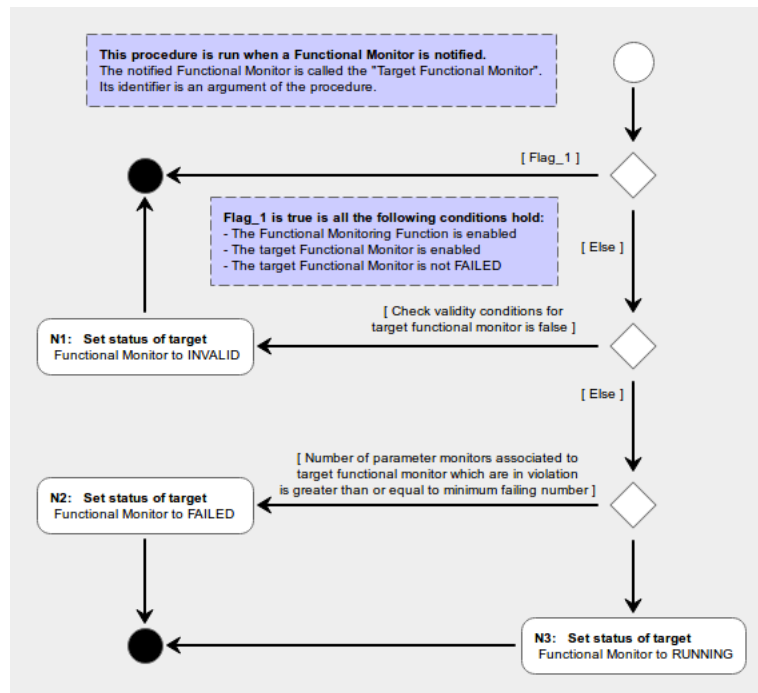 This procedure is run when a Functional Monitor is notified.
The notified Functional Monitor is called the "Target Functional Monitor".
Its identifier is an argument of the procedure.
[ Flag_1 ]
Flag_1 is true is all the following conditions hold:
- The Functional Monitoring Function is enabled
- The target Functional Monitor is enabled
- The target Functional Monitor is not FAILED
[ Else ]
[ Check validity conditions for
target functional monitor is false ]
N1: Set status of target
Functional Monitor to INVALID
[ Else ]
[ Number of parameter monitors associated to
target functional monitor which are in violation
is greater than or equal to minimum failing number ]
N2: Set status of target
Functional Monitor to FAILED
N3: Set status of target
Functional Monitor to RUNNING